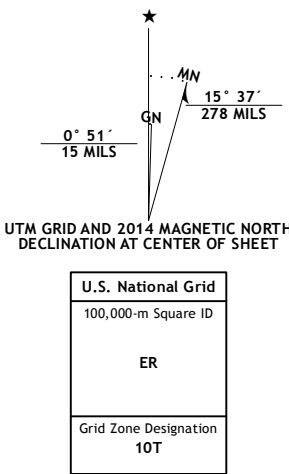 ★
MN
GN
15° 37´
278 MILS
0° 51´
15 MILS
UTM GRID AND 2014 MAGNETIC NORTH
DECLINATION AT CENTER OF SHEET
U.S. National Grid
100,000-m Square ID
ER
Grid Zone Designation
10T